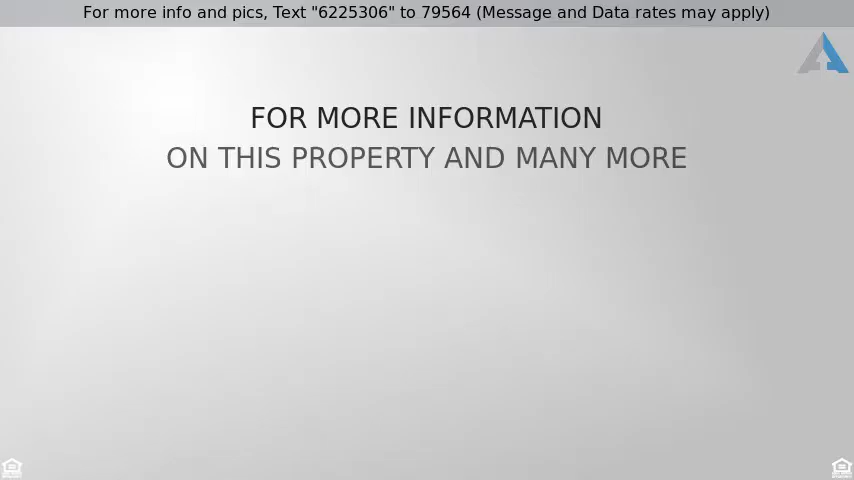 For more info and pics, Text "6225306" to 79564 (Message and Data rates may apply)
FOR MORE INFORMATION
ON THIS PROPERTY AND MANY MORE